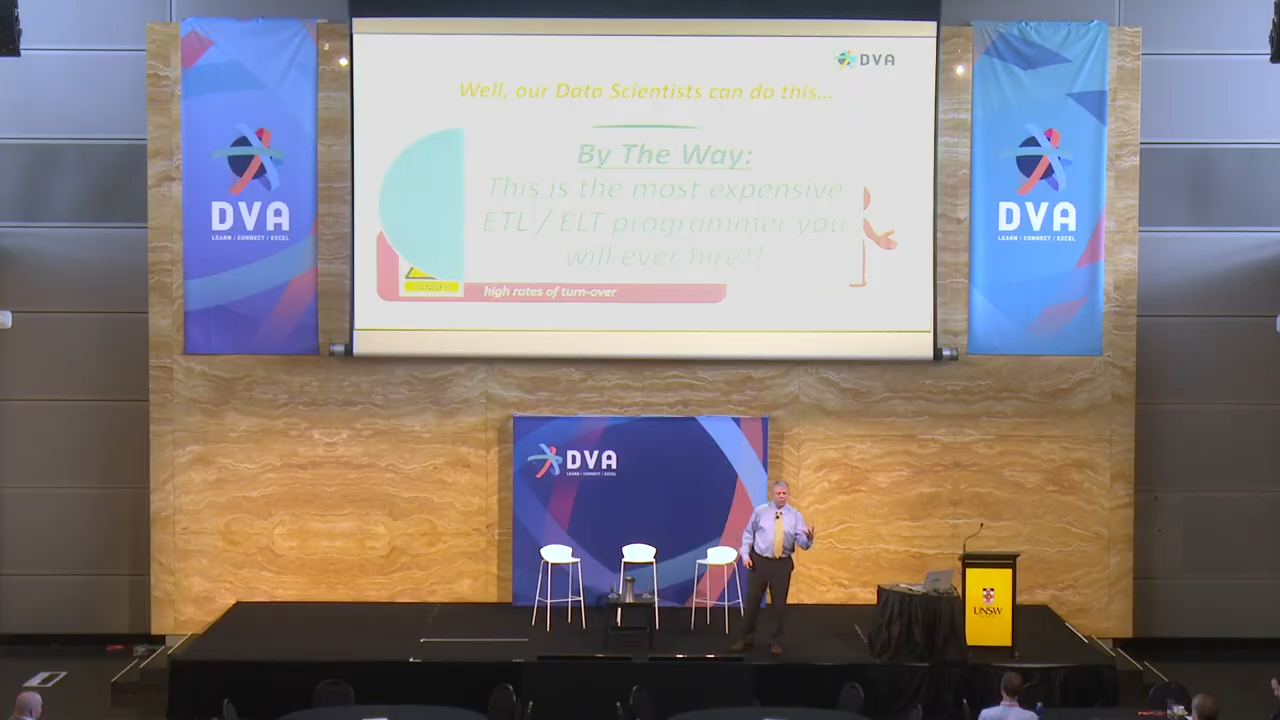 DVA
Well, our Data Scientists can do this...
By The Way:
This is the most expensive
ETL / ELT programmer you
will ever hire!!
DANGER
high rates of turn-over
DVA
LEARN / CONNECT / EXCEL
DVA
LEARN / CONNECT / EXCEL
DVA
LEARN / CONNECT / EXCEL
UNSW